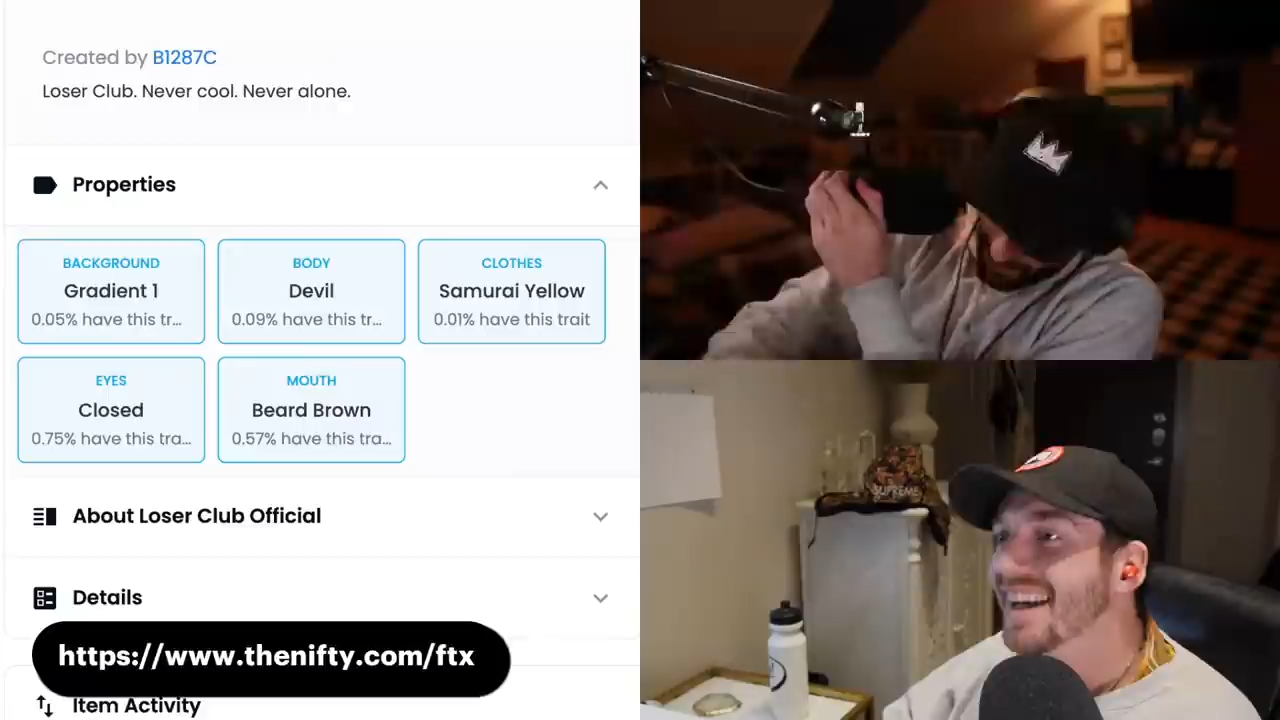 Created by B1287C
Loser Club. Never cool. Never alone.
Properties
BACKGROUND
Gradient 1
0.05% have this tr...
BODY
Devil
0.09% have this tr...
CLOTHES
Samurai Yellow
0.01% have this trait
EYES
Closed
0.75% have this tra...
MOUTH
Beard Brown
0.57% have this tra...
About Loser Club Official
Details
https://www.thenifty.com/ftx
Item Activity
SUPREME